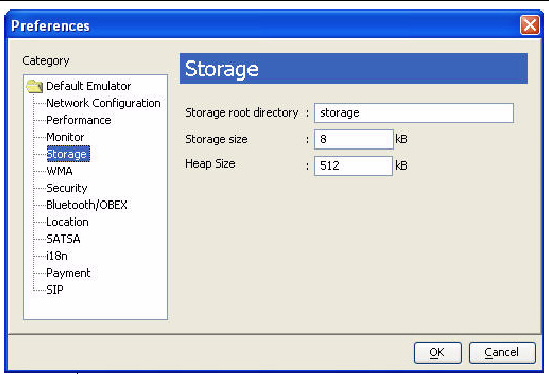 Preferences
Category
Default Emulator
Network Configuration
Performance
Monitor
Storage
WMA
Security
Bluetooth/OBEX
Location
SATSA
i18n
Payment
SIP
Storage
Storage root directory : storage
Storage size : 8 kB
Heap Size : 512 kB
OK Cancel